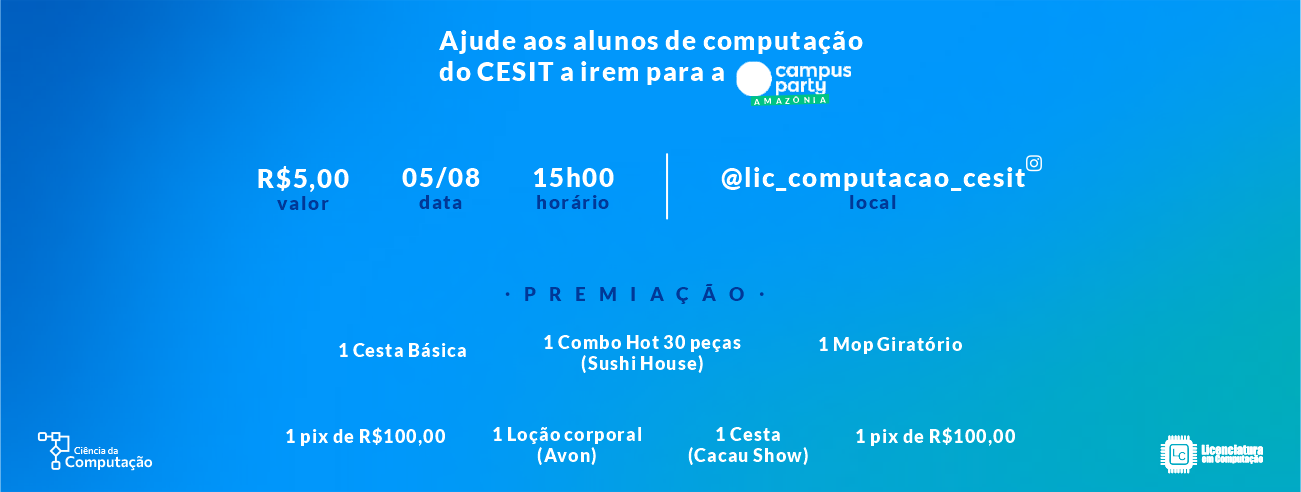 Ajude aos alunos de computação
do CESIT a irem para a
campus
party
AMAZÔNIA
R$5,00
valor
05/08
data
15h00
horário
@lic_computacao_cesit
local
· PREMIAÇÃO ·
1 Cesta Básica
1 Combo Hot 30 peças
(Sushi House)
1 Mop Giratório
1 pix de R$100,00
1 Loção corporal
(Avon)
1 Cesta
(Cacau Show)
1 pix de R$100,00
Ciência da
Computação
LC
Licenciatura
em Computação